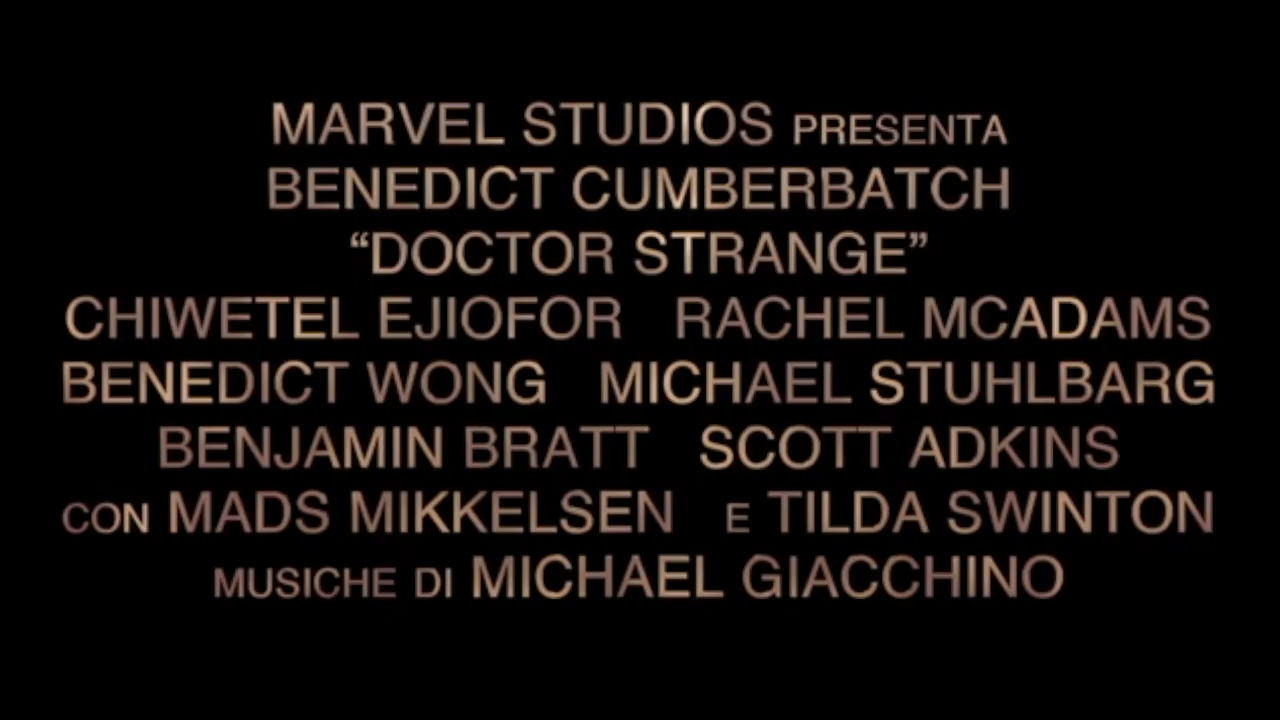 MARVEL STUDIOS PRESENTA
BENEDICT CUMBERBATCH
“DOCTOR STRANGE”
CHIWETEL EJIOFOR RACHEL MCADAMS
BENEDICT WONG MICHAEL STUHLBARG
BENJAMIN BRATT SCOTT ADKINS
CON MADS MIKKELSEN E TILDA SWINTON
MUSICHE DI MICHAEL GIACCHINO